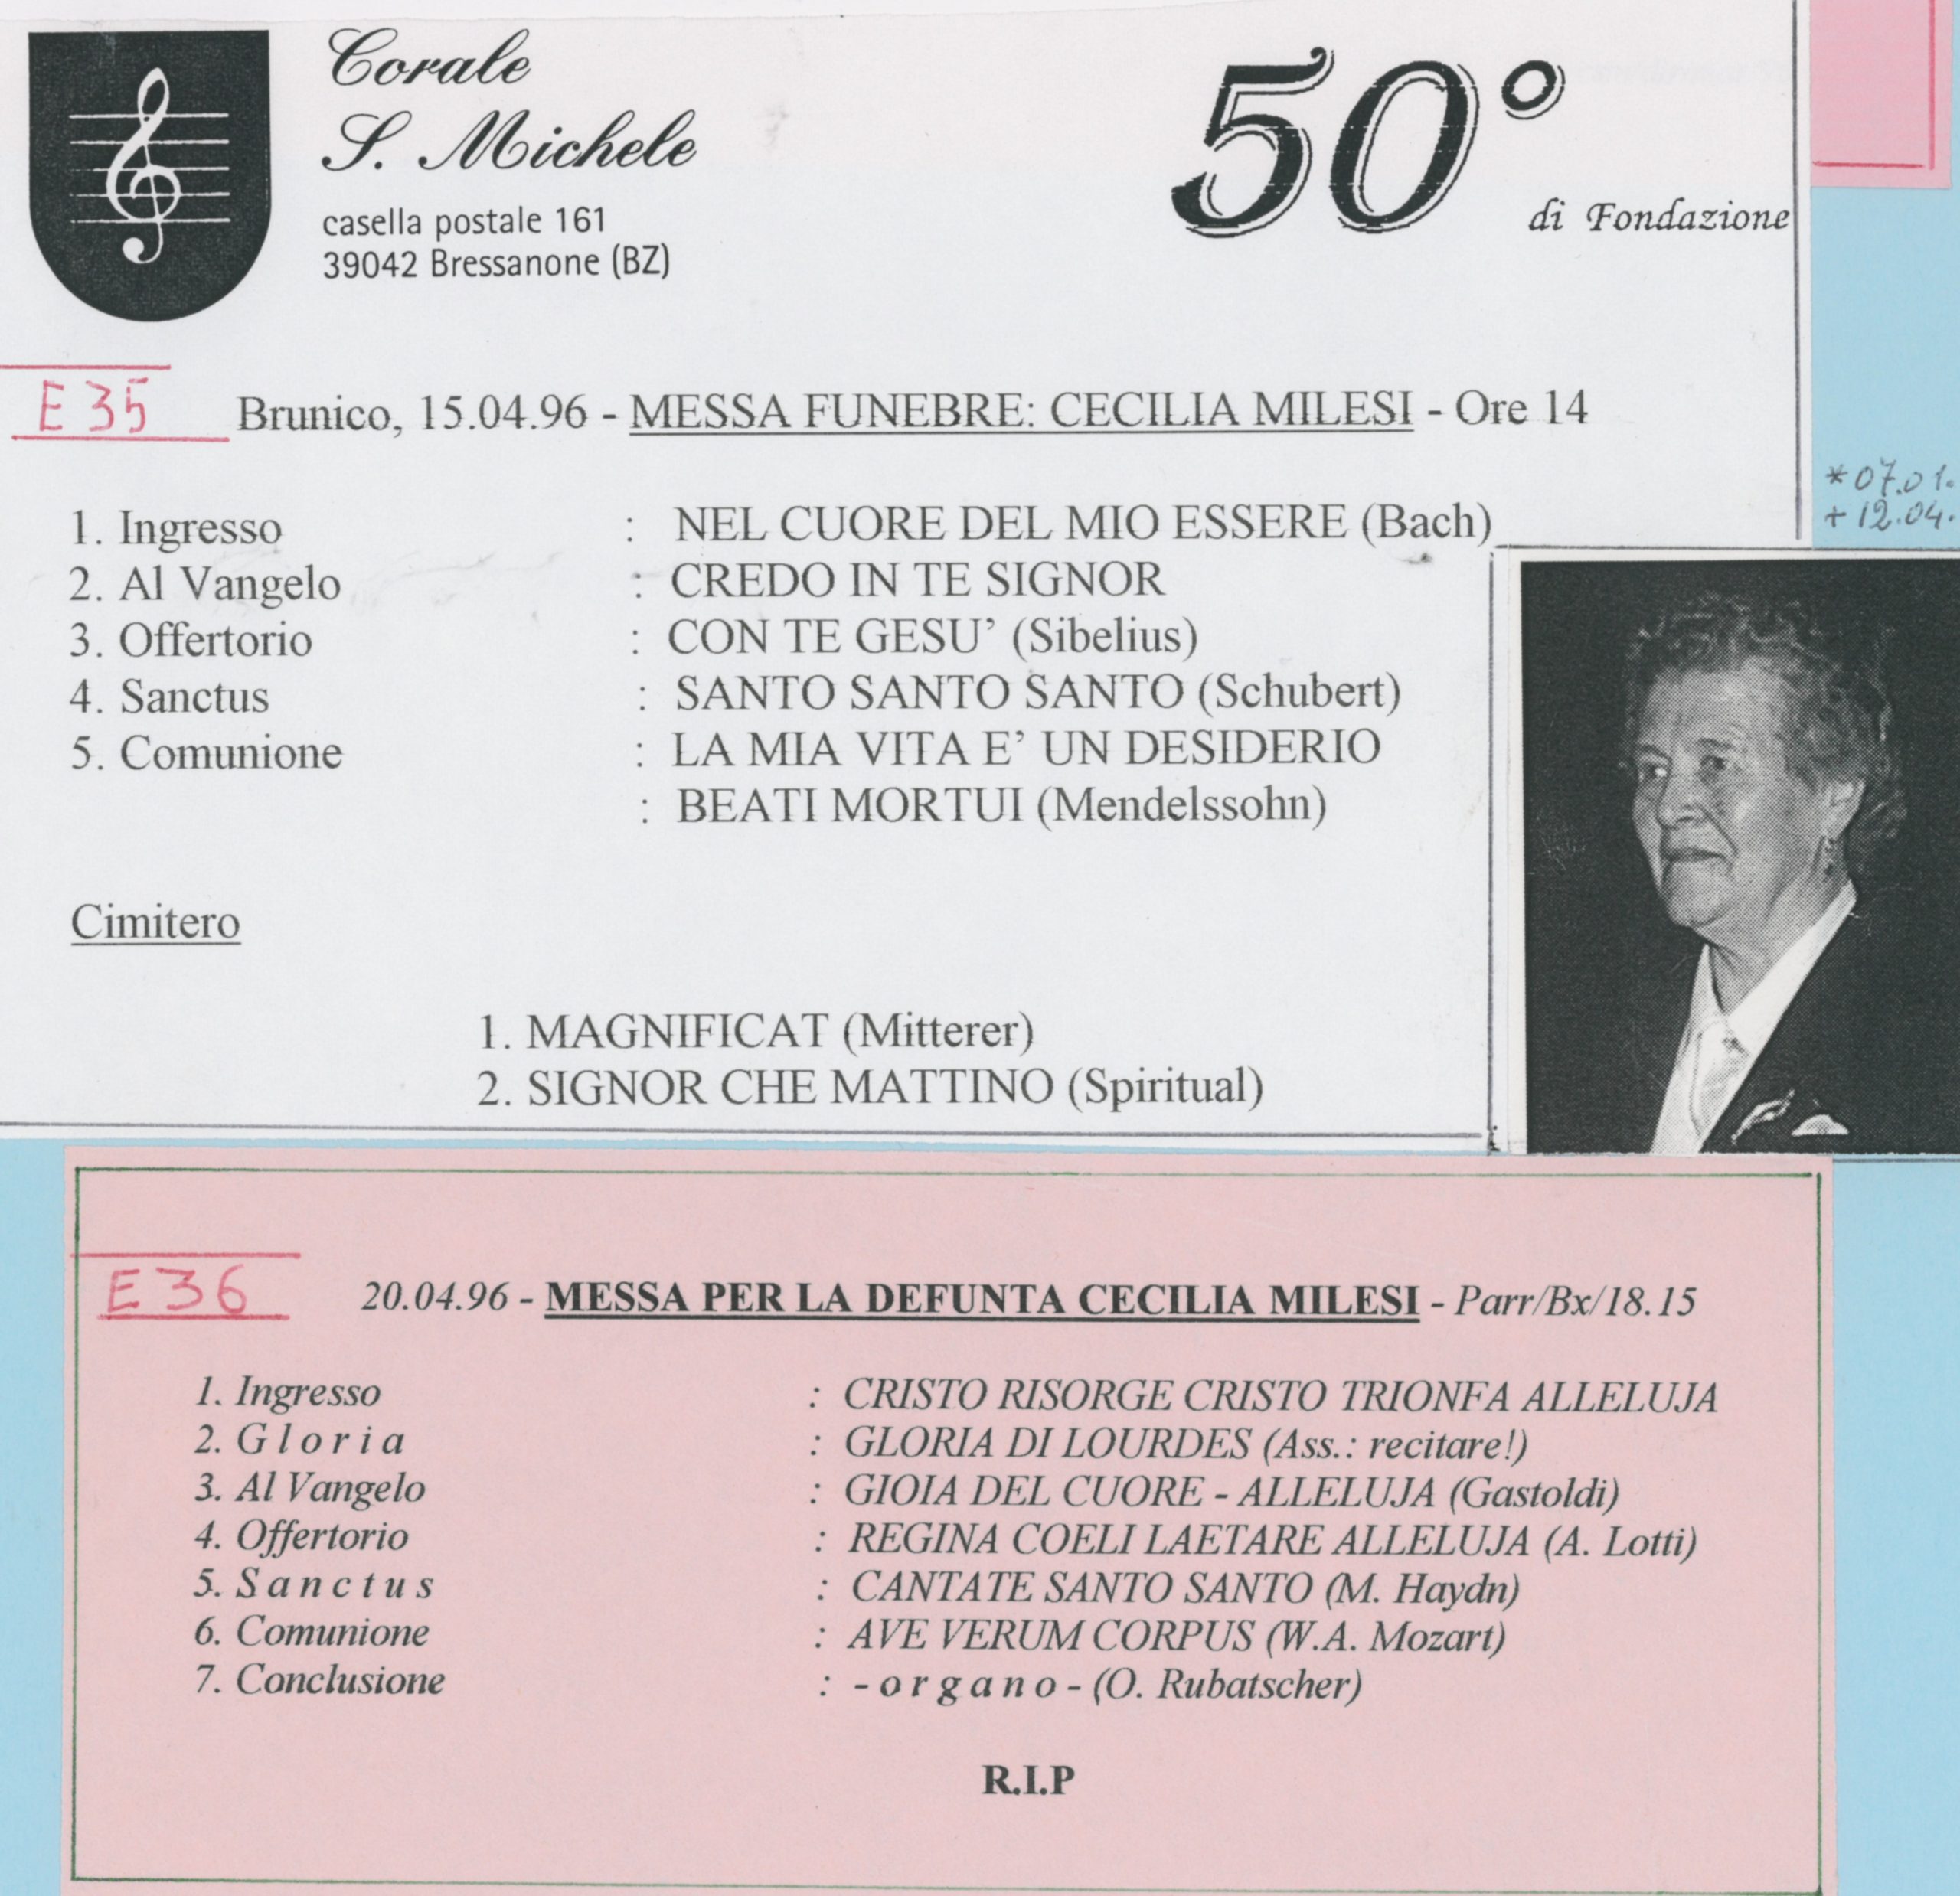 Corale
S. Michele
casella postale 161
39042 Bressanone (BZ)
50°
di Fondazione
E 35
Brunico, 15.04.96 - MESSA FUNEBRE: CECILIA MILESI - Ore 14
* 07.01.
+ 12.04.
1. Ingresso : NEL CUORE DEL MIO ESSERE (Bach)
2. Al Vangelo : CREDO IN TE SIGNOR
3. Offertorio : CON TE GESU’ (Sibelius)
4. Sanctus : SANTO SANTO SANTO (Schubert)
5. Comunione : LA MIA VITA E’ UN DESIDERIO
: BEATI MORTUI (Mendelssohn)
Cimitero
1. MAGNIFICAT (Mitterer)
2. SIGNOR CHE MATTINO (Spiritual)
E 36
20.04.96 - MESSA PER LA DEFUNTA CECILIA MILESI - Parr/Bx/18.15
1. Ingresso : CRISTO RISORGE CRISTO TRIONFA ALLELUJA
2. G l o r i a : GLORIA DI LOURDES (Ass.: recitare!)
3. Al Vangelo : GIOIA DEL CUORE - ALLELUJA (Gastoldi)
4. Offertorio : REGINA COELI LAETARE ALLELUJA (A. Lotti)
5. S a n c t u s : CANTATE SANTO SANTO (M. Haydn)
6. Comunione : AVE VERUM CORPUS (W.A. Mozart)
7. Conclusione : - o r g a n o - (O. Rubatscher)
R.I.P